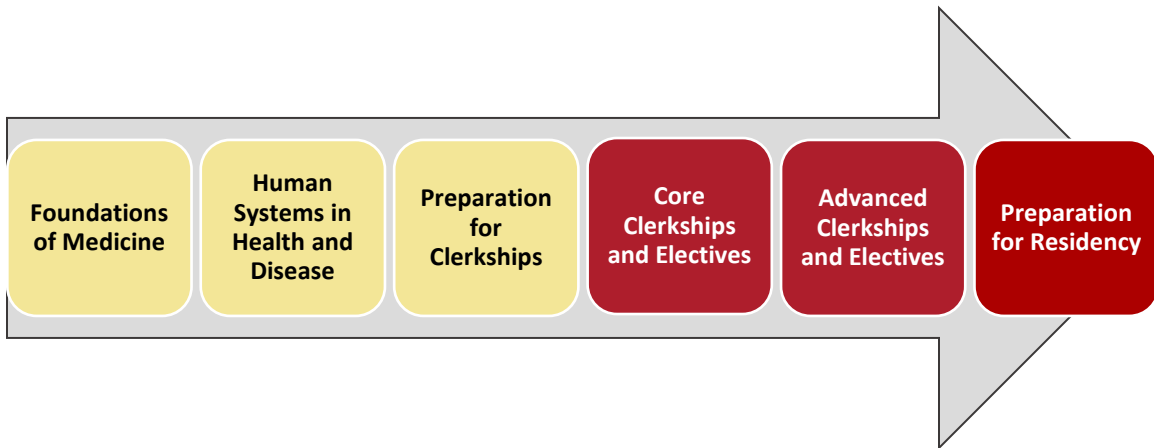 Foundations
of Medicine
Human
Systems in
Health and
Disease
Preparation
for
Clerkships
Core
Clerkships
and Electives
Advanced
Clerkships
and Electives
Preparation
for Residency